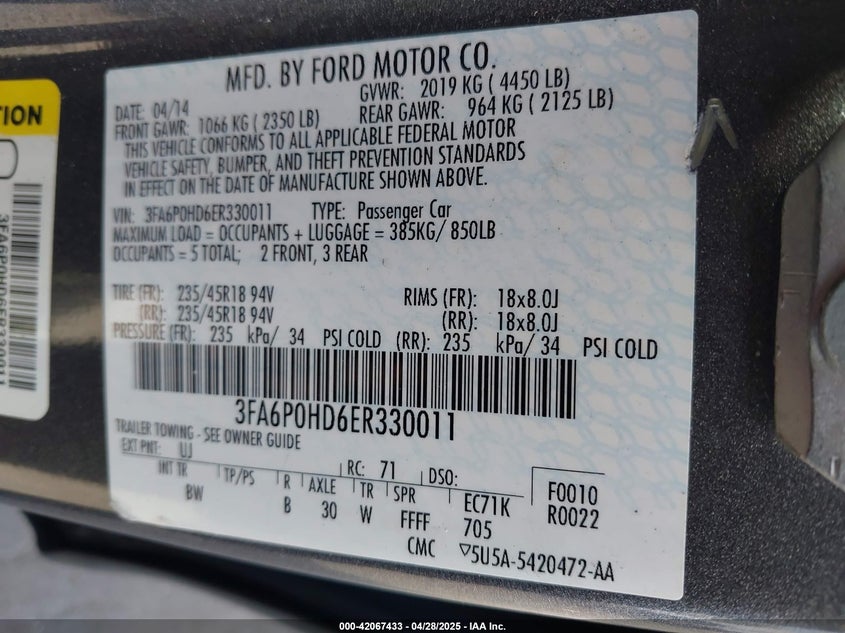 MFD. BY FORD MOTOR CO.
DATE: 04/14 GVWR: 2019 KG ( 4450 LB)
FRONT GAWR: 1066 KG ( 2350 LB) REAR GAWR: 964 KG ( 2125 LB)
THIS VEHICLE CONFORMS TO ALL APPLICABLE FEDERAL MOTOR
VEHICLE SAFETY, BUMPER, AND THEFT PREVENTION STANDARDS
IN EFFECT ON THE DATE OF MANUFACTURE SHOWN ABOVE.
VIN: 3FA6P0HD6ER330011 TYPE: Passenger Car
MAXIMUM LOAD = OCCUPANTS + LUGGAGE = 385KG/ 850LB
OCCUPANTS = 5 TOTAL; 2 FRONT, 3 REAR
TIRE (FR): 235/45R18 94V RIMS (FR): 18x8.0J
(RR): 235/45R18 94V (RR): 18x8.0J
PRESSURE (FR): 235 kPa/ 34 PSI COLD (RR): 235 kPa/ 34 PSI COLD
3FA6P0HD6ER330011
TRAILER TOWING - SEE OWNER GUIDE
EXT PNT: UJ RC: 71 DSO:
INT TR TP/PS R AXLE TR SPR EC71K F0010
BW B 30 W FFFF 705 R0022
CMC ▽5U5A-5420472-AA
TION
3FA6P0HD6ER330011
000-42067433 - 04/28/2025 - IAA Inc.